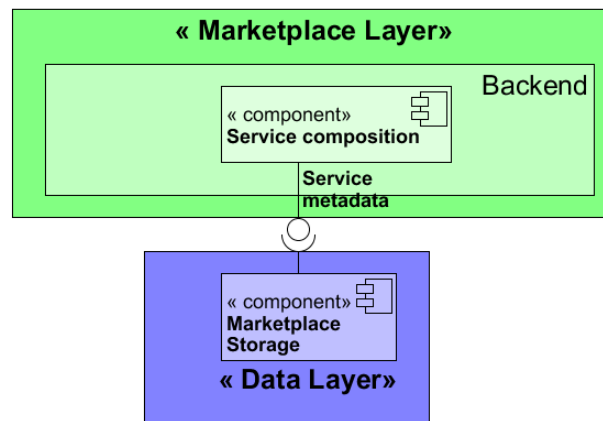 « Marketplace Layer»
Backend
« component»
Service composition
Service
metadata
« component»
Marketplace
Storage
« Data Layer»